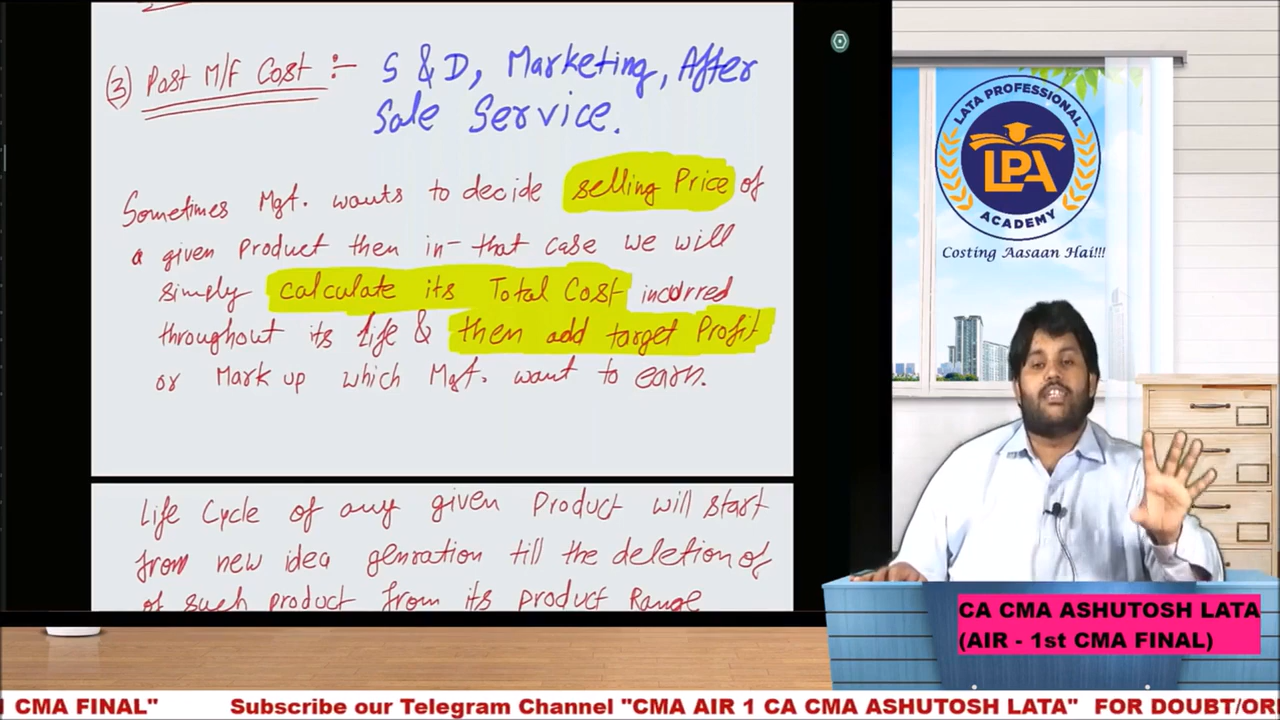 (3) Post M/F Cost :- S & D, Marketing, After
Sale Service.
Sometimes Mgt. wants to decide selling Price of
a given product then in that case we will
simply calculate its Total Cost incurred
throughout its life & then add target Profit
or Mark up which Mgt. want to earn.
Life Cycle of any given Product will start
from new idea genration till the deletion of
of such product from its product Range
LATA PROFESSIONAL
LPA
ACADEMY
Costing Aasaan Hai!!!
CA CMA ASHUTOSH LATA
(AIR - 1st CMA FINAL)
CMA FINAL" Subscribe our Telegram Channel "CMA AIR 1 CA CMA ASHUTOSH LATA" FOR DOUBT/OR